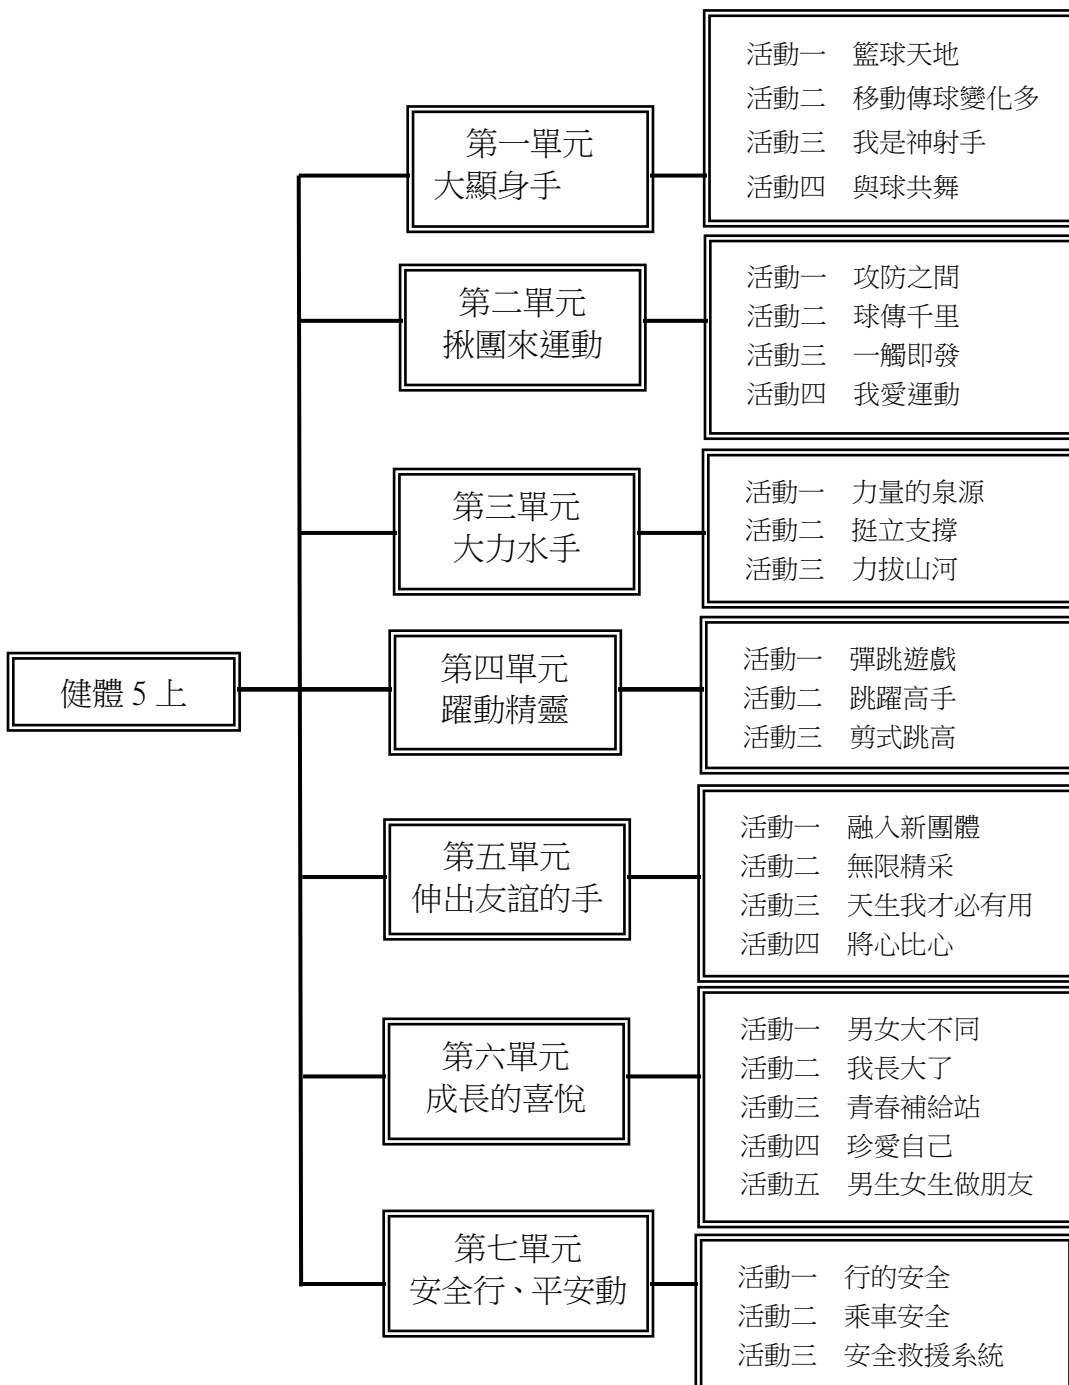 健體 5 上
第一單元
大顯身手
活動一　籃球天地
活動二　移動傳球變化多
活動三　我是神射手
活動四　與球共舞
第二單元
揪團來運動
活動一　攻防之間
活動二　球傳千里
活動三　一觸即發
活動四　我愛運動
第三單元
大力水手
活動一　力量的泉源
活動二　挺立支撐
活動三　力拔山河
第四單元
躍動精靈
活動一　彈跳遊戲
活動二　跳躍高手
活動三　剪式跳高
第五單元
伸出友誼的手
活動一　融入新團體
活動二　無限精采
活動三　天生我才必有用
活動四　將心比心
第六單元
成長的喜悅
活動一　男女大不同
活動二　我長大了
活動三　青春補給站
活動四　珍愛自己
活動五　男生女生做朋友
第七單元
安全行、平安動
活動一　行的安全
活動二　乘車安全
活動三　安全救援系統